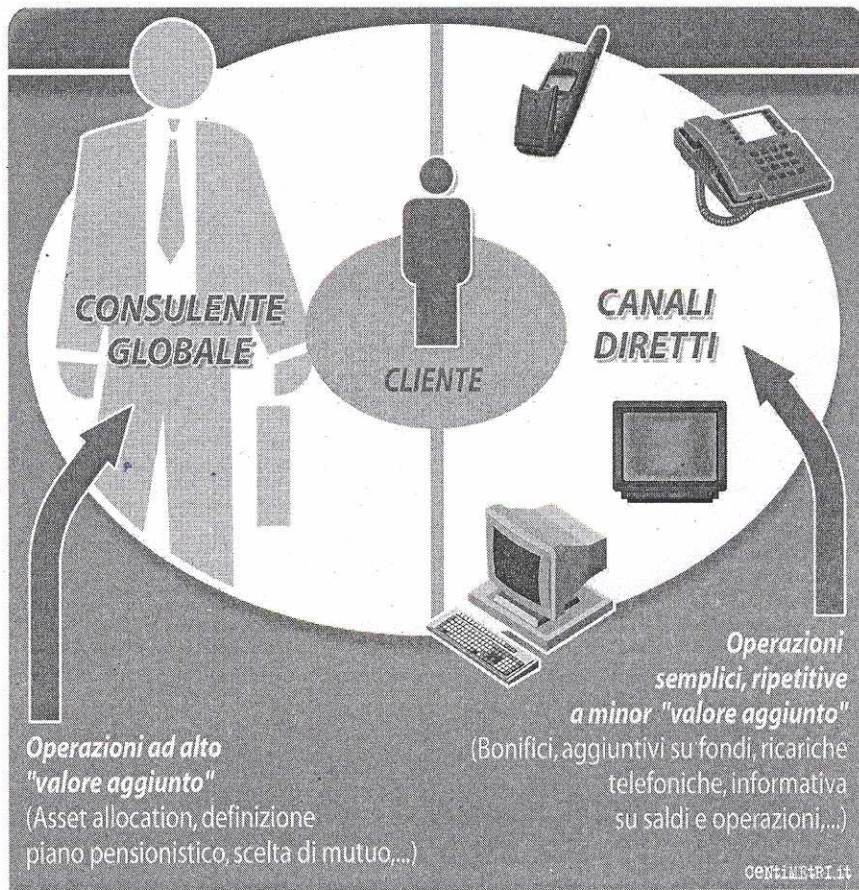 CONSULENTE
GLOBALE
CLIENTE
CANALI
DIRETTI
Operazioni ad alto
"valore aggiunto"
(Asset allocation, definizione
piano pensionistico, scelta di mutuo,...)
Operazioni
semplici, ripetitive
a minor "valore aggiunto"
(Bonifici, aggiuntivi su fondi, ricariche
telefoniche, informativa
su saldi e operazioni,...)
CENTIMETRI.it